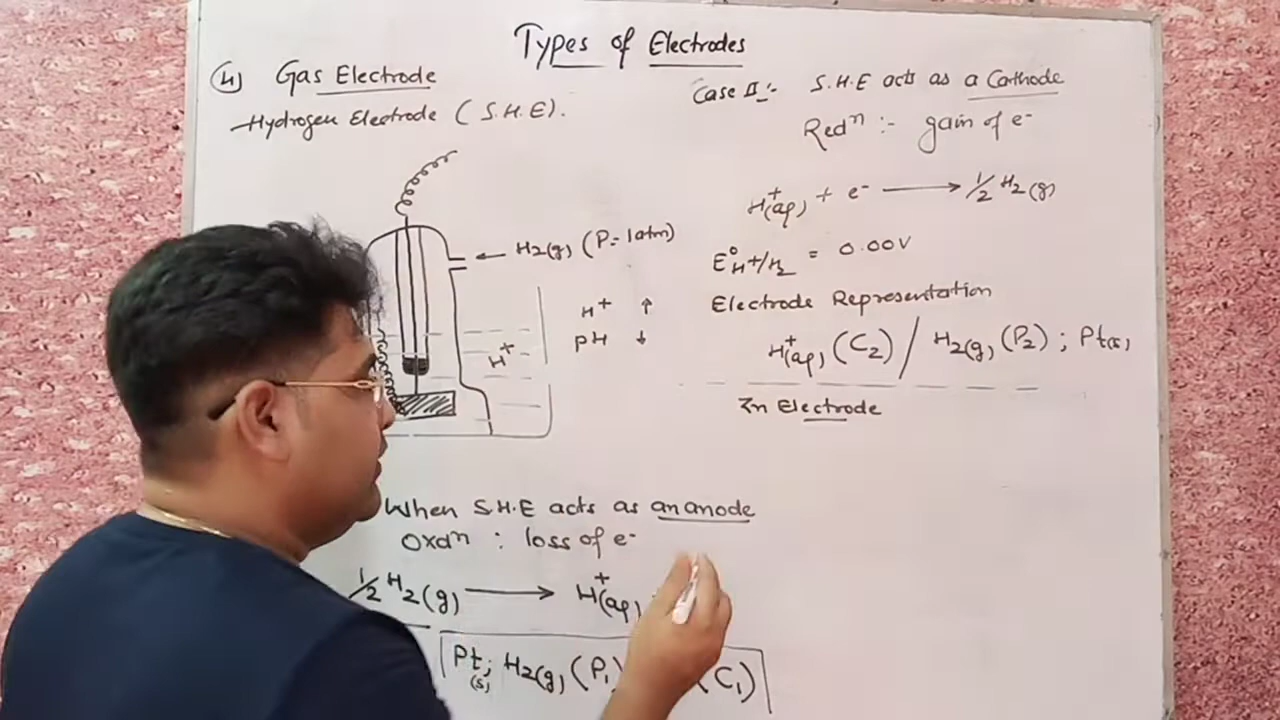 Types of Electrodes
(4) Gas Electrode
Hydrogen Electrode (S.H.E).
H2(g) (P=1atm)
H+ ↑
pH ↓
H+
When S.H.E acts as an anode
Oxdⁿ : loss of e-
1/2 H2(g) ⟶ H+(aq)
Pt(s); H2(g) (P1) (C1)
Case II :- S.H.E acts as a Cathode
Redⁿ :- gain of e-
H+(aq) + e- ⟶ 1/2 H2(g)
E°H+/H2 = 0.00V
Electrode Representation
H+(aq) (C2) / H2(g) (P2) ; Pt(s)
Zn Electrode